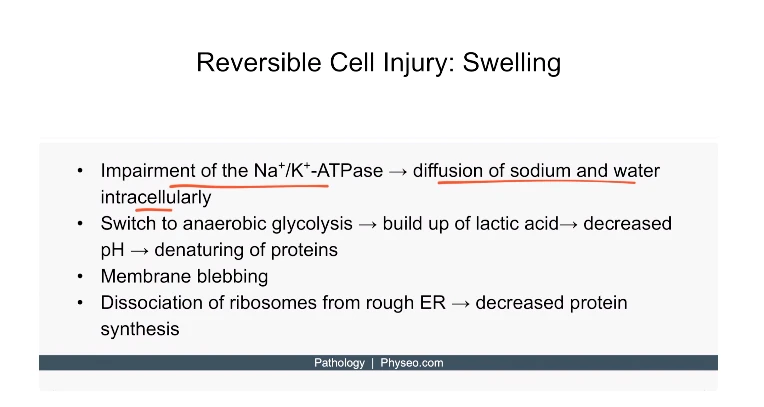 Reversible Cell Injury: Swelling
• Impairment of the Na⁺/K⁺-ATPase → diffusion of sodium and water
intracellularly
• Switch to anaerobic glycolysis → build up of lactic acid→ decreased
pH → denaturing of proteins
• Membrane blebbing
• Dissociation of ribosomes from rough ER → decreased protein
synthesis
Pathology | Physeo.com